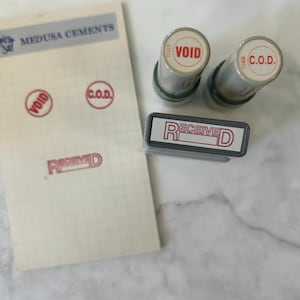 MEDUSA CEMENTS
VOID
C.O.D.
RECEIVED
VOID
C.O.D.
RECEIVED